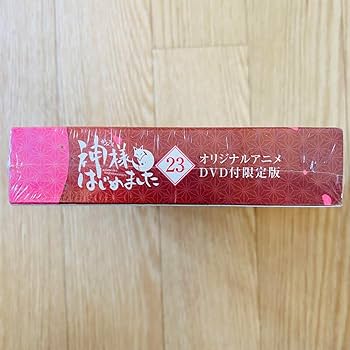 神様
はじめました
23
オリジナルアニメ
DVD付限定版